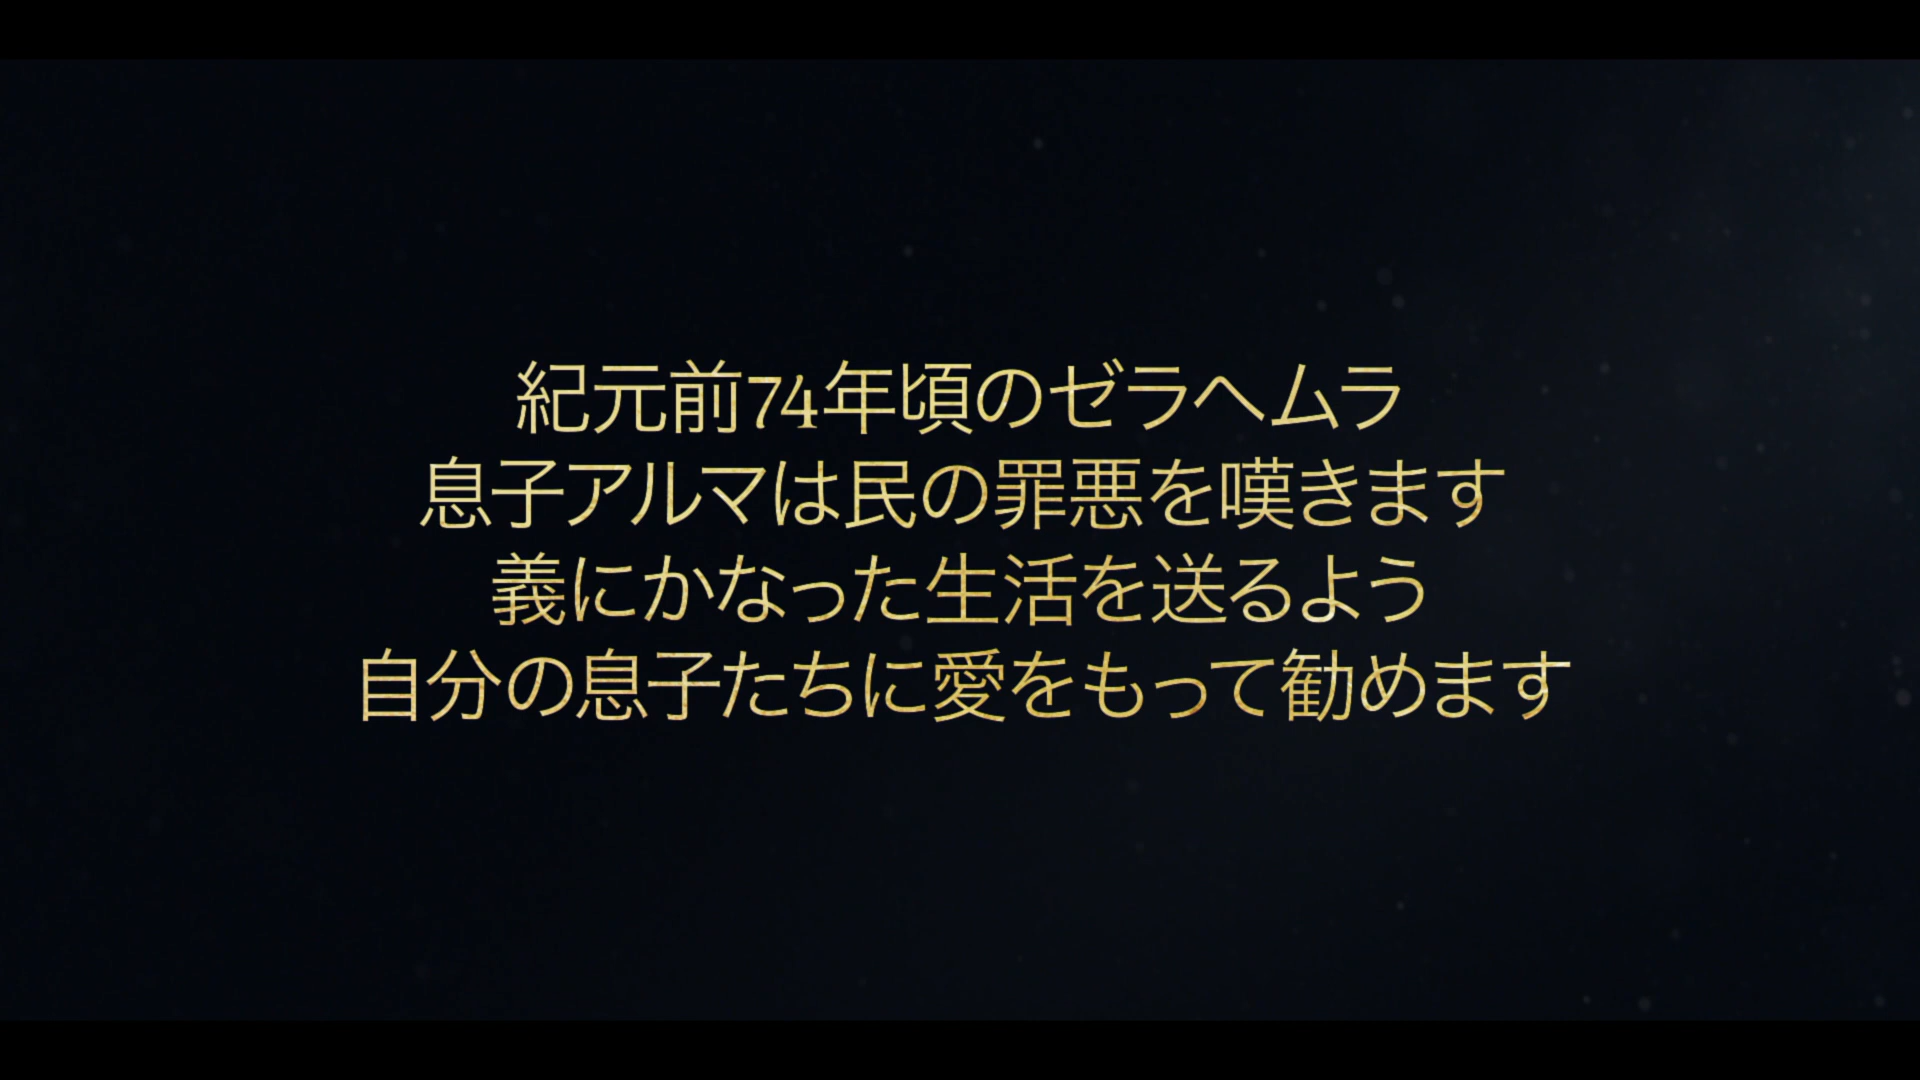 紀元前74年頃のゼラヘムラ
息子アルマは民の罪悪を嘆きます
義にかなった生活を送るよう
自分の息子たちに愛をもって勧めます